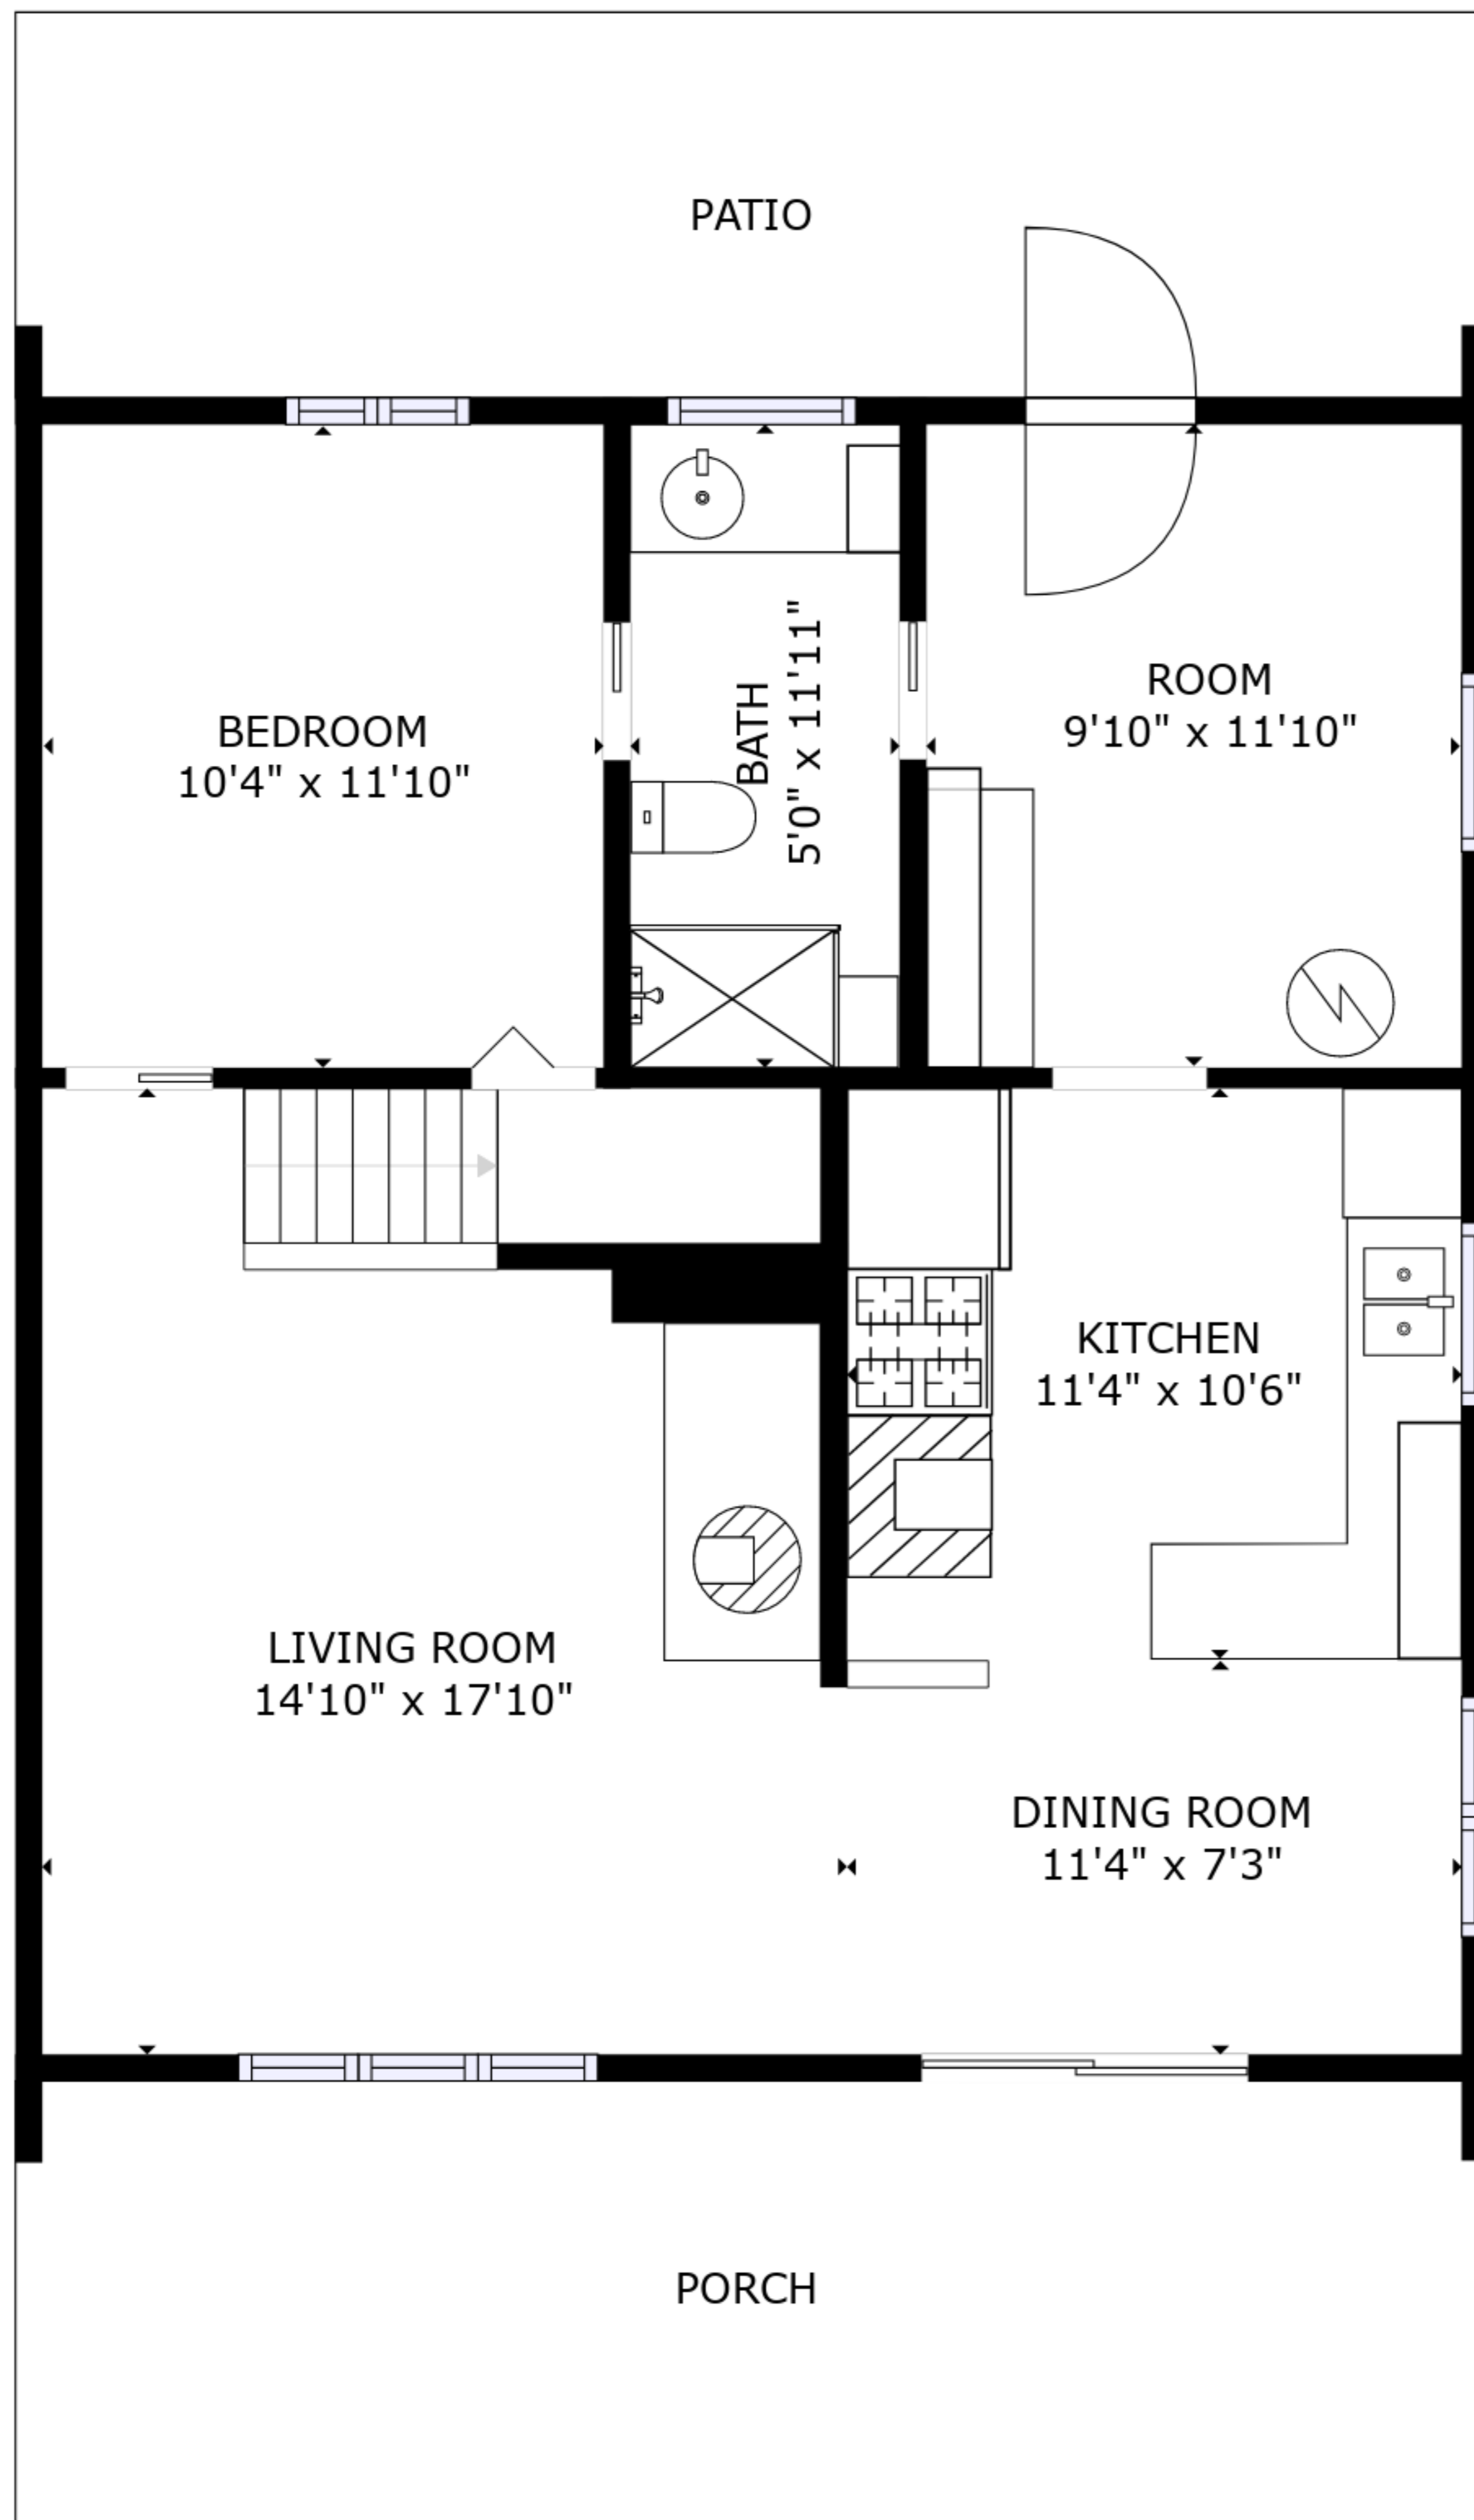 PATIO
BEDROOM
10'4" x 11'10"
BATH
5'0" x 11'11"
ROOM
9'10" x 11'10"
KITCHEN
11'4" x 10'6"
LIVING ROOM
14'10" x 17'10"
DINING ROOM
11'4" x 7'3"
PORCH